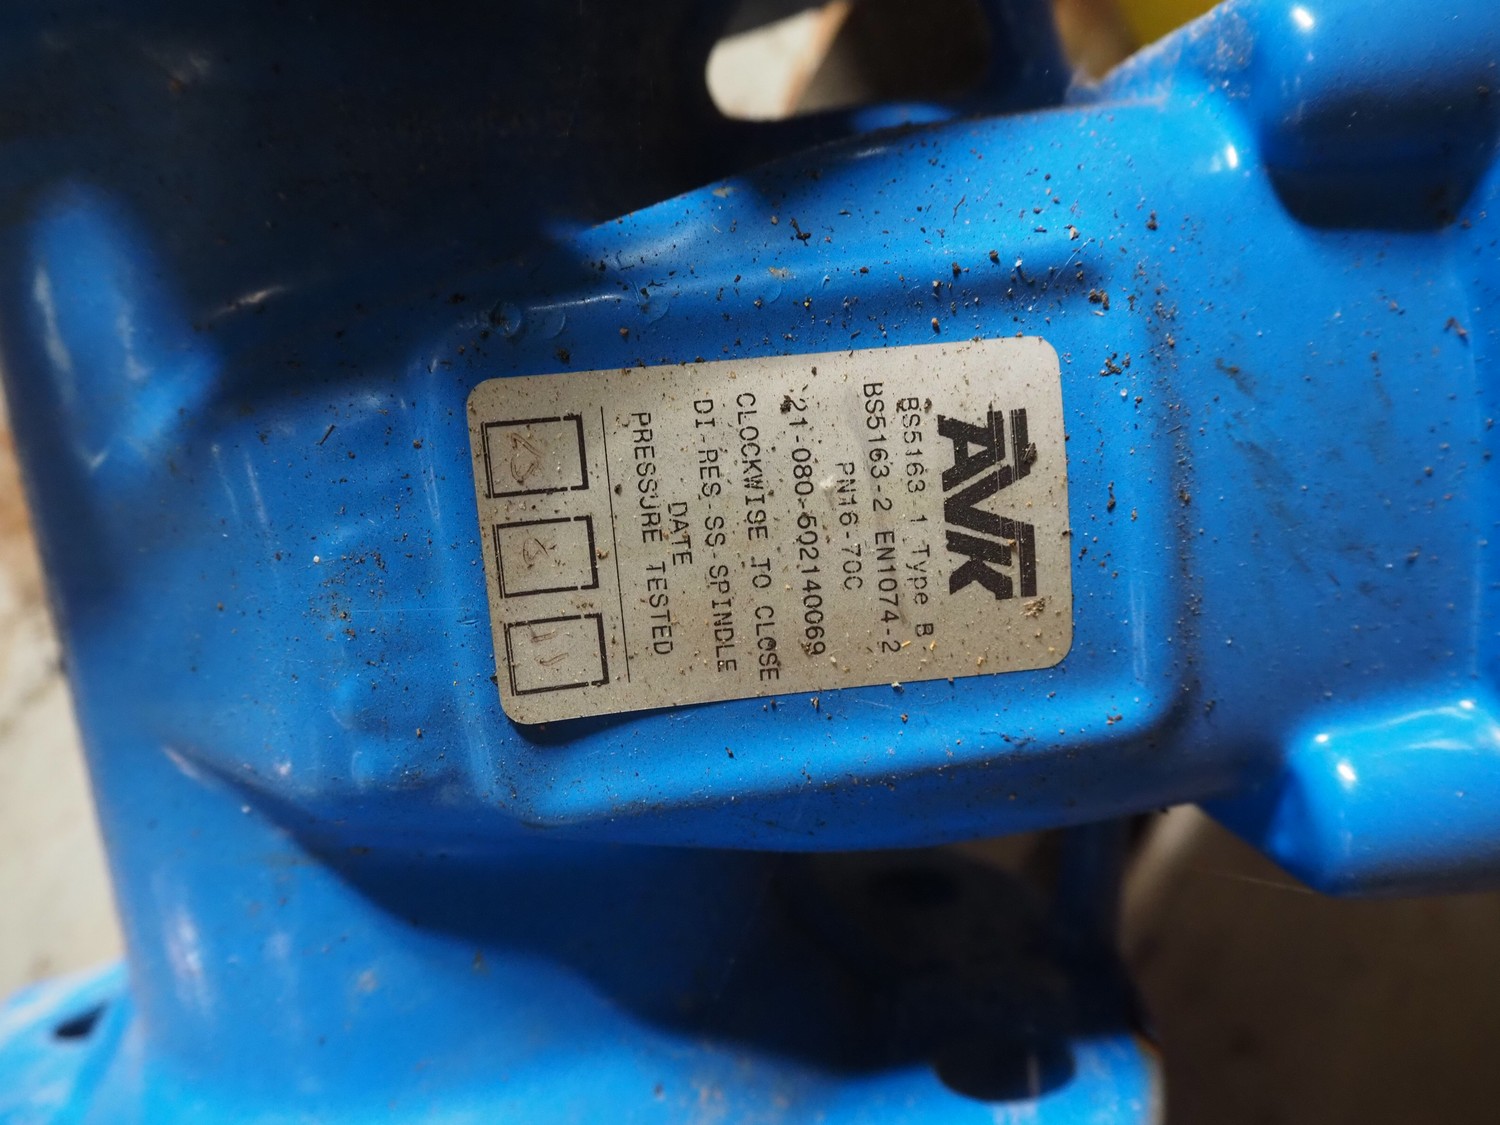 AVK
BS5163-1 Type B
BS5163-2 EN1074-2
PN16-70C
21-080-502140069
CLOCKWISE TO CLOSE
DI-RES-SS-SPINDLE
DATE
PRESSURE TESTED